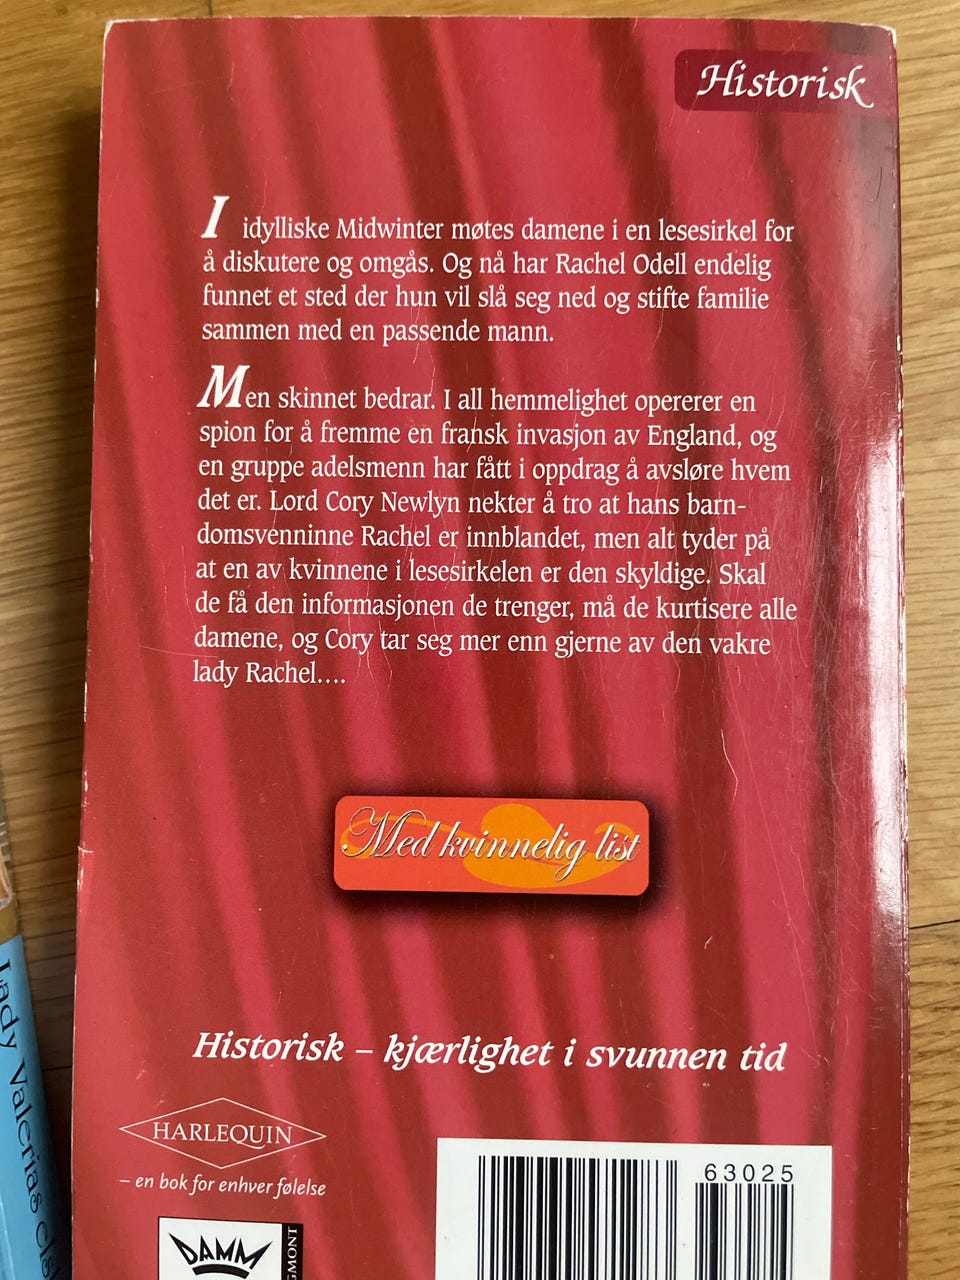 Historisk
I idylliske Midwinter møtes damene i en lesesirkel for
å diskutere og omgås. Og nå har Rachel Odell endelig
funnet et sted der hun vil slå seg ned og stifte familie
sammen med en passende mann.
Men skinnet bedrar. I all hemmelighet opererer en
spion for å fremme en fransk invasjon av England, og
en gruppe adelsmenn har fått i oppdrag å avsløre hvem
det er. Lord Cory Newlyn nekter å tro at hans barn-
domsvenninne Rachel er innblandet, men alt tyder på
at en av kvinnene i lesesirkelen er den skyldige. Skal
de få den informasjonen de trenger, må de kurtisere alle
damene, og Cory tar seg mer enn gjerne av den vakre
lady Rachel....
Med kvinnelig list
Historisk – kjærlighet i svunnen tid
HARLEQUIN
– en bok for enhver følelse
63025
DAMM
GMONT
Lady Valerias